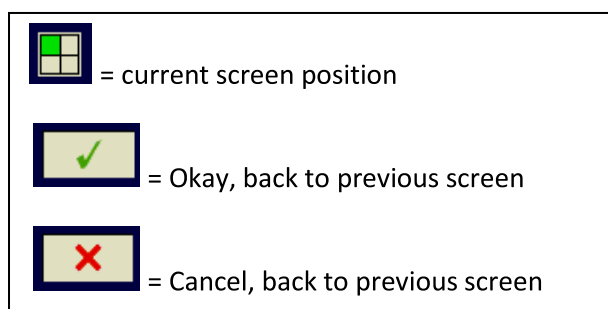 = current screen position
= Okay, back to previous screen
= Cancel, back to previous screen